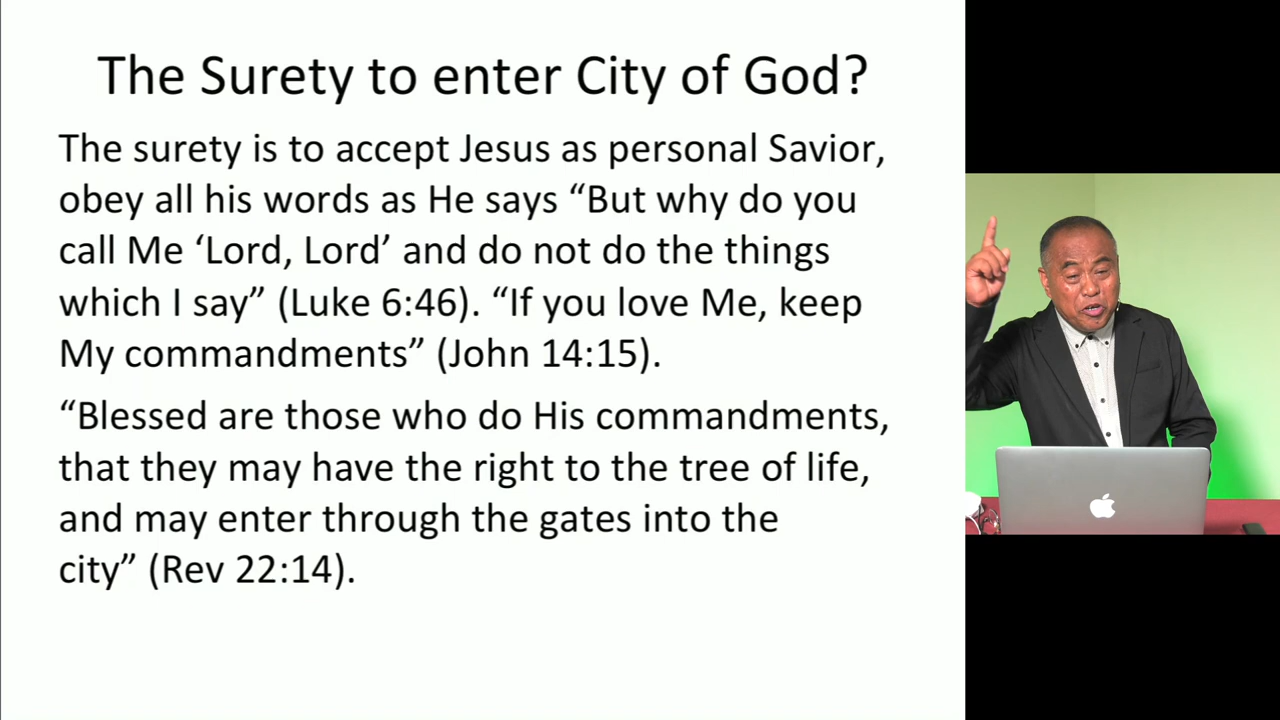 The Surety to enter City of God?
The surety is to accept Jesus as personal Savior,
obey all his words as He says “But why do you
call Me ‘Lord, Lord’ and do not do the things
which I say” (Luke 6:46). “If you love Me, keep
My commandments” (John 14:15).
“Blessed are those who do His commandments,
that they may have the right to the tree of life,
and may enter through the gates into the
city” (Rev 22:14).